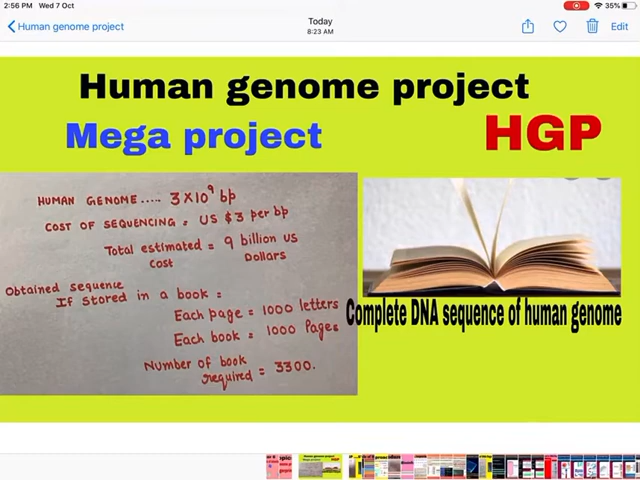 2:56 PM Wed 7 Oct
35%
Human genome project
Today
8:23 AM
Edit
Human genome project
Mega project
HGP
HUMAN GENOME..... 3×10⁹ bp
COST OF SEQUENCING = US $3 per bp
Total estimated = 9 billion US
cost Dollars
Obtained sequence
If stored in a book =
Each page = 1000 letters
Each book = 1000 Pages
Number of book
required = 3300.
Complete DNA sequence of human genome